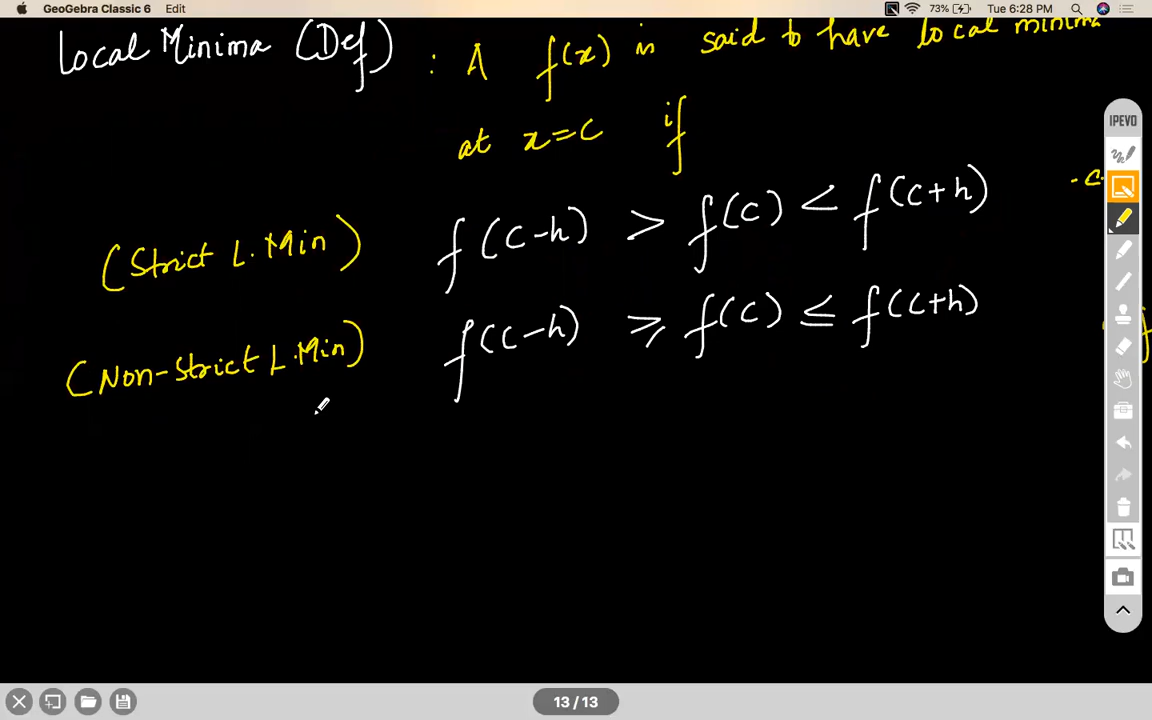 GeoGebra Classic 6 Edit 73% Tue 6:28 PM
Local Minima (Def) : A f(x) is said to have local minima
at x=c if
IPEVO
(Strict L.Min) f(c-h) > f(c) < f(c+h)
(Non-strict L.Min) f(c-h) ⩾ f(c) ≤ f(c+h)
13 / 13